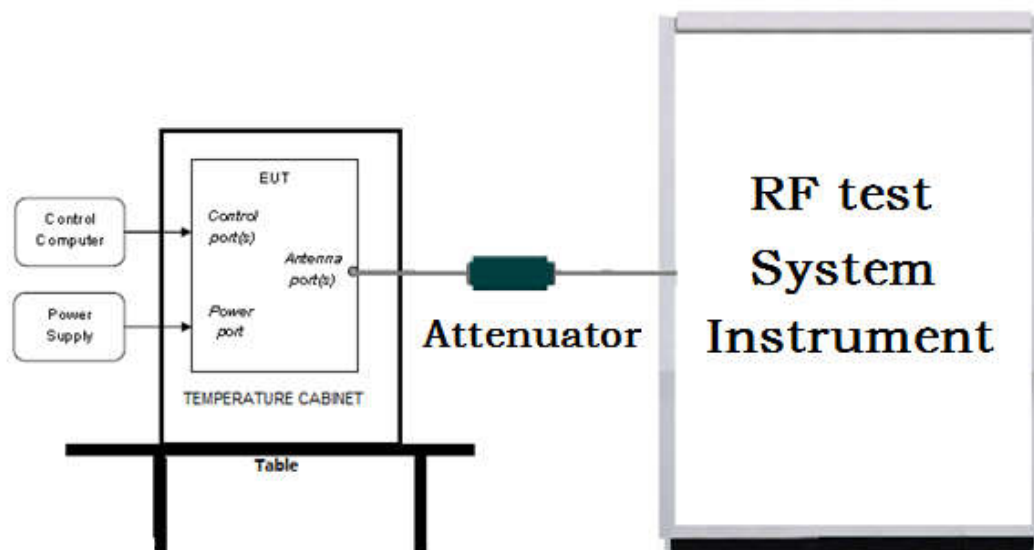 EUT
Control
Computer
Control
port(s)
Antenna
port(s)
Power
Supply
Power
port
TEMPERATURE CABINET
Table
Attenuator
RF test
System
Instrument